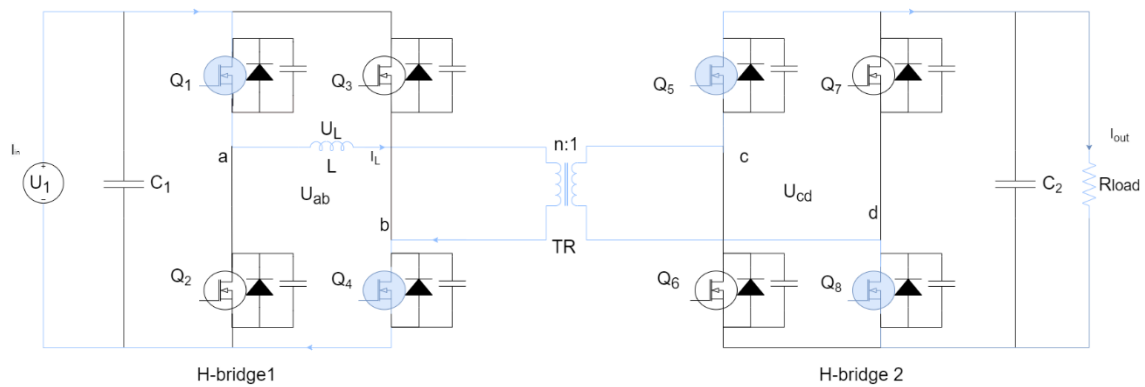 Q1
Q3
Q5
Q7
UL
n:1
Iin
a
L
IL
c
Iout
U1
C1
Uab
Ucd
C2
Rload
b
d
TR
Q2
Q4
Q6
Q8
H-bridge1
H-bridge 2